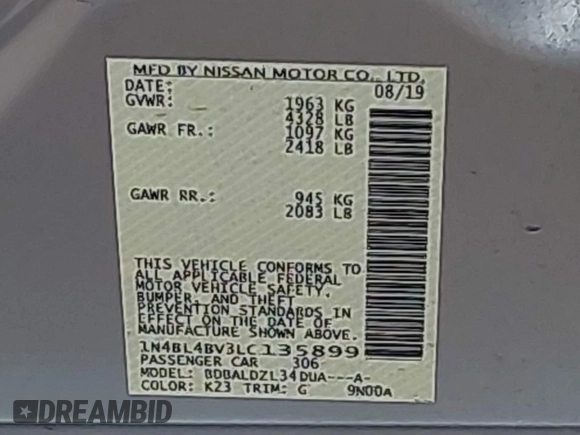 MFD BY NISSAN MOTOR CO., LTD.
DATE: 08/19
GVWR: 1963 KG
4328 LB
GAWR FR.: 1097 KG
2418 LB
GAWR RR.: 945 KG
2083 LB
THIS VEHICLE CONFORMS TO
ALL APPLICABLE FEDERAL
MOTOR VEHICLE SAFETY,
BUMPER, AND THEFT
PREVENTION STANDARDS IN
EFFECT ON THE DATE OF
MANUFACTURE SHOWN ABOVE.
1N4BL4BV3LC135899
PASSENGER CAR 306
MODEL: BDBALDZL34DUA---A-
COLOR: K23 TRIM: G 9N00A
DREAMBID